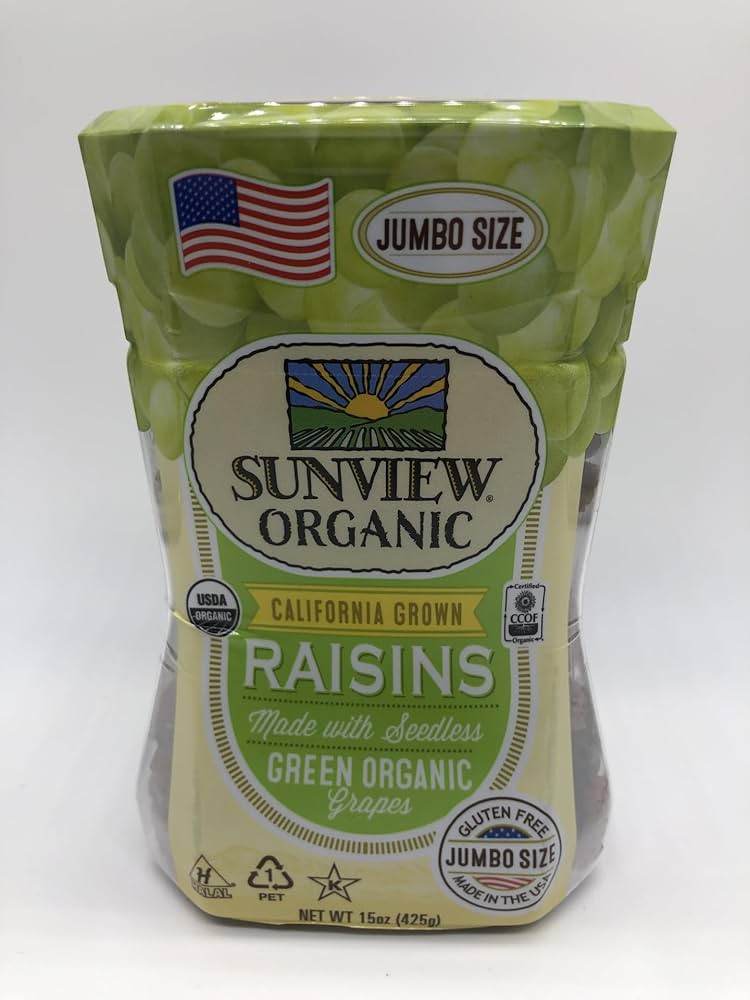 JUMBO SIZE
SUNVIEW®
ORGANIC
USDA
ORGANIC
CALIFORNIA GROWN
Certified
CCOF
Organic
RAISINS
Made with Seedless
GREEN ORGANIC
Grapes
GLUTEN FREE
JUMBO SIZE
MADE IN THE USA
H
HALAL
1
PET
K
NET WT 15oz (425g)